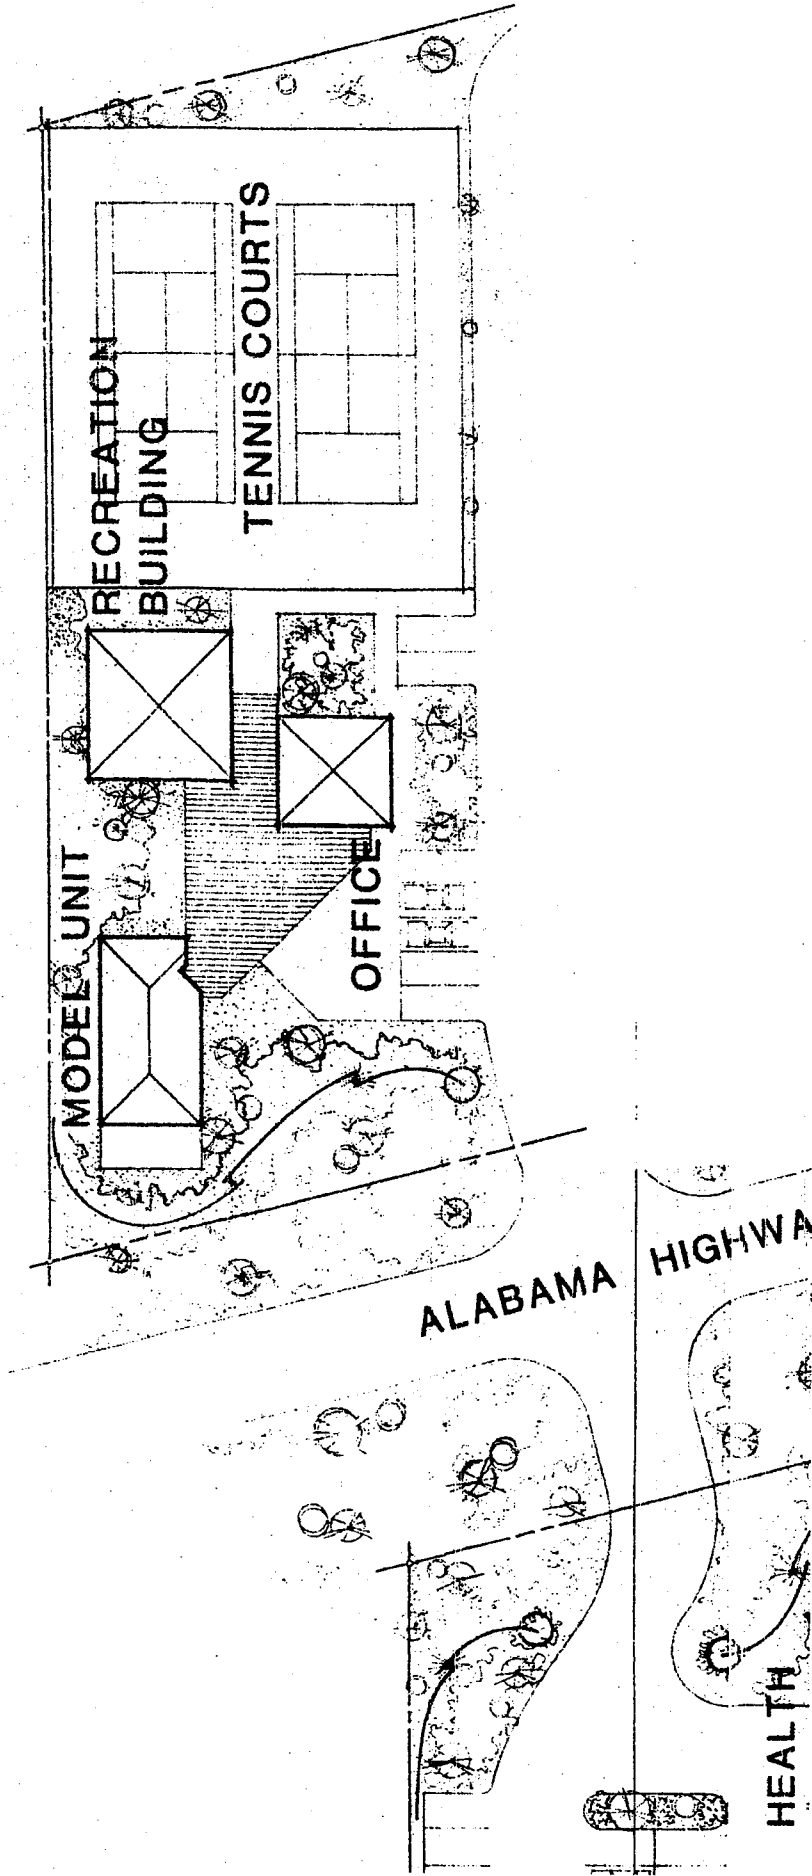 RECREATION
BUILDING
TENNIS COURTS
MODEL UNIT
OFFICE
ALABAMA HIGHWA
HEALTH